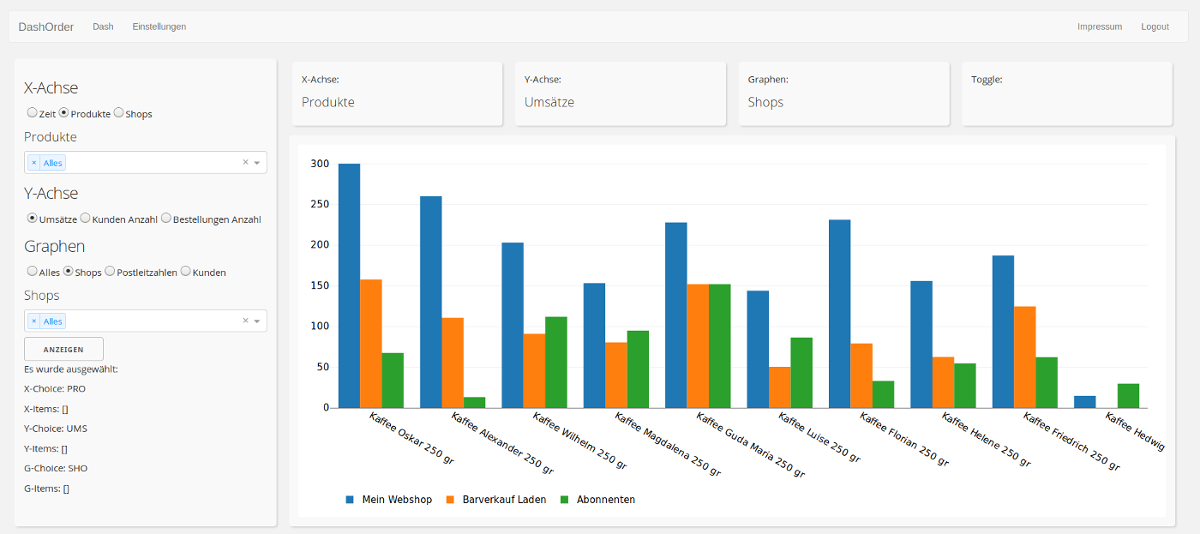 DashOrder Dash Einstellungen Impressum Logout
X-Achse
Zeit Produkte Shops
Produkte
× Alles × 
Y-Achse
Umsätze Kunden Anzahl Bestellungen Anzahl
Graphen
Alles Shops Postleitzahlen Kunden
Shops
× Alles ×
ANZEIGEN
Es wurde ausgewählt:
X-Choice: PRO
X-Items: []
Y-Choice: UMS
Y-Items: []
G-Choice: SHO
G-Items: []
X-Achse:
Produkte
Y-Achse:
Umsätze
Graphen:
Shops
Toggle:
300
250
200
150
100
50
0
Kaffee Oskar 250 gr
Kaffee Alexander 250 gr
Kaffee Wilhelm 250 gr
Kaffee Magdalena 250 gr
Kaffee Guda Maria 250 gr
Kaffee Luise 250 gr
Kaffee Florian 250 gr
Kaffee Helene 250 gr
Kaffee Friedrich 250 gr
Kaffee Hedwig
Mein Webshop Barverkauf Laden Abonnenten